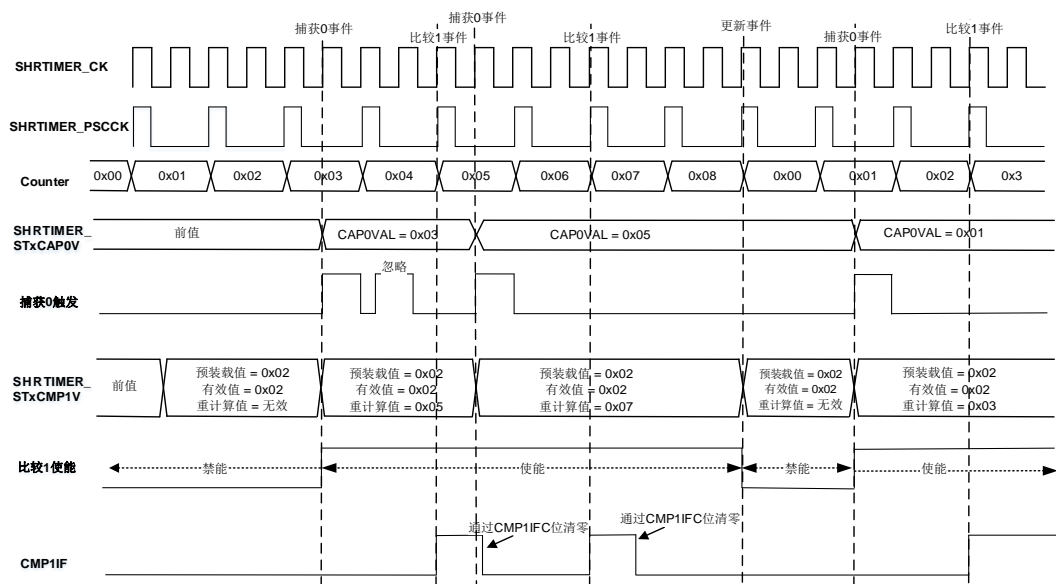 捕获0事件
捕获0事件
比较1事件
比较1事件
更新事件
捕获0事件
比较1事件
SHRTIMER_CK
SHRTIMER_PSCCK
Counter
0x00 0x01 0x02 0x03 0x04 0x05 0x06 0x07 0x08 0x00 0x01 0x02 0x3
SHRTIMER_
STxCAP0V
前值 CAP0VAL = 0x03 CAP0VAL = 0x05 CAP0VAL = 0x01
忽略
捕获0触发
SHRTIMER_
STxCMP1V
前值
预装载值 = 0x02
有效值 = 0x02
重计算值 = 无效
预装载值 = 0x02
有效值 = 0x02
重计算值 = 0x05
预装载值 = 0x02
有效值 = 0x02
重计算值 = 0x07
预装载值 = 0x02
有效值 = 0x02
重计算值 = 无效
预装载值 = 0x02
有效值 = 0x02
重计算值 = 0x03
比较1使能
禁能 使能 禁能 使能
通过CMP1IFC位清零
通过CMP1IFC位清零
CMP1IF